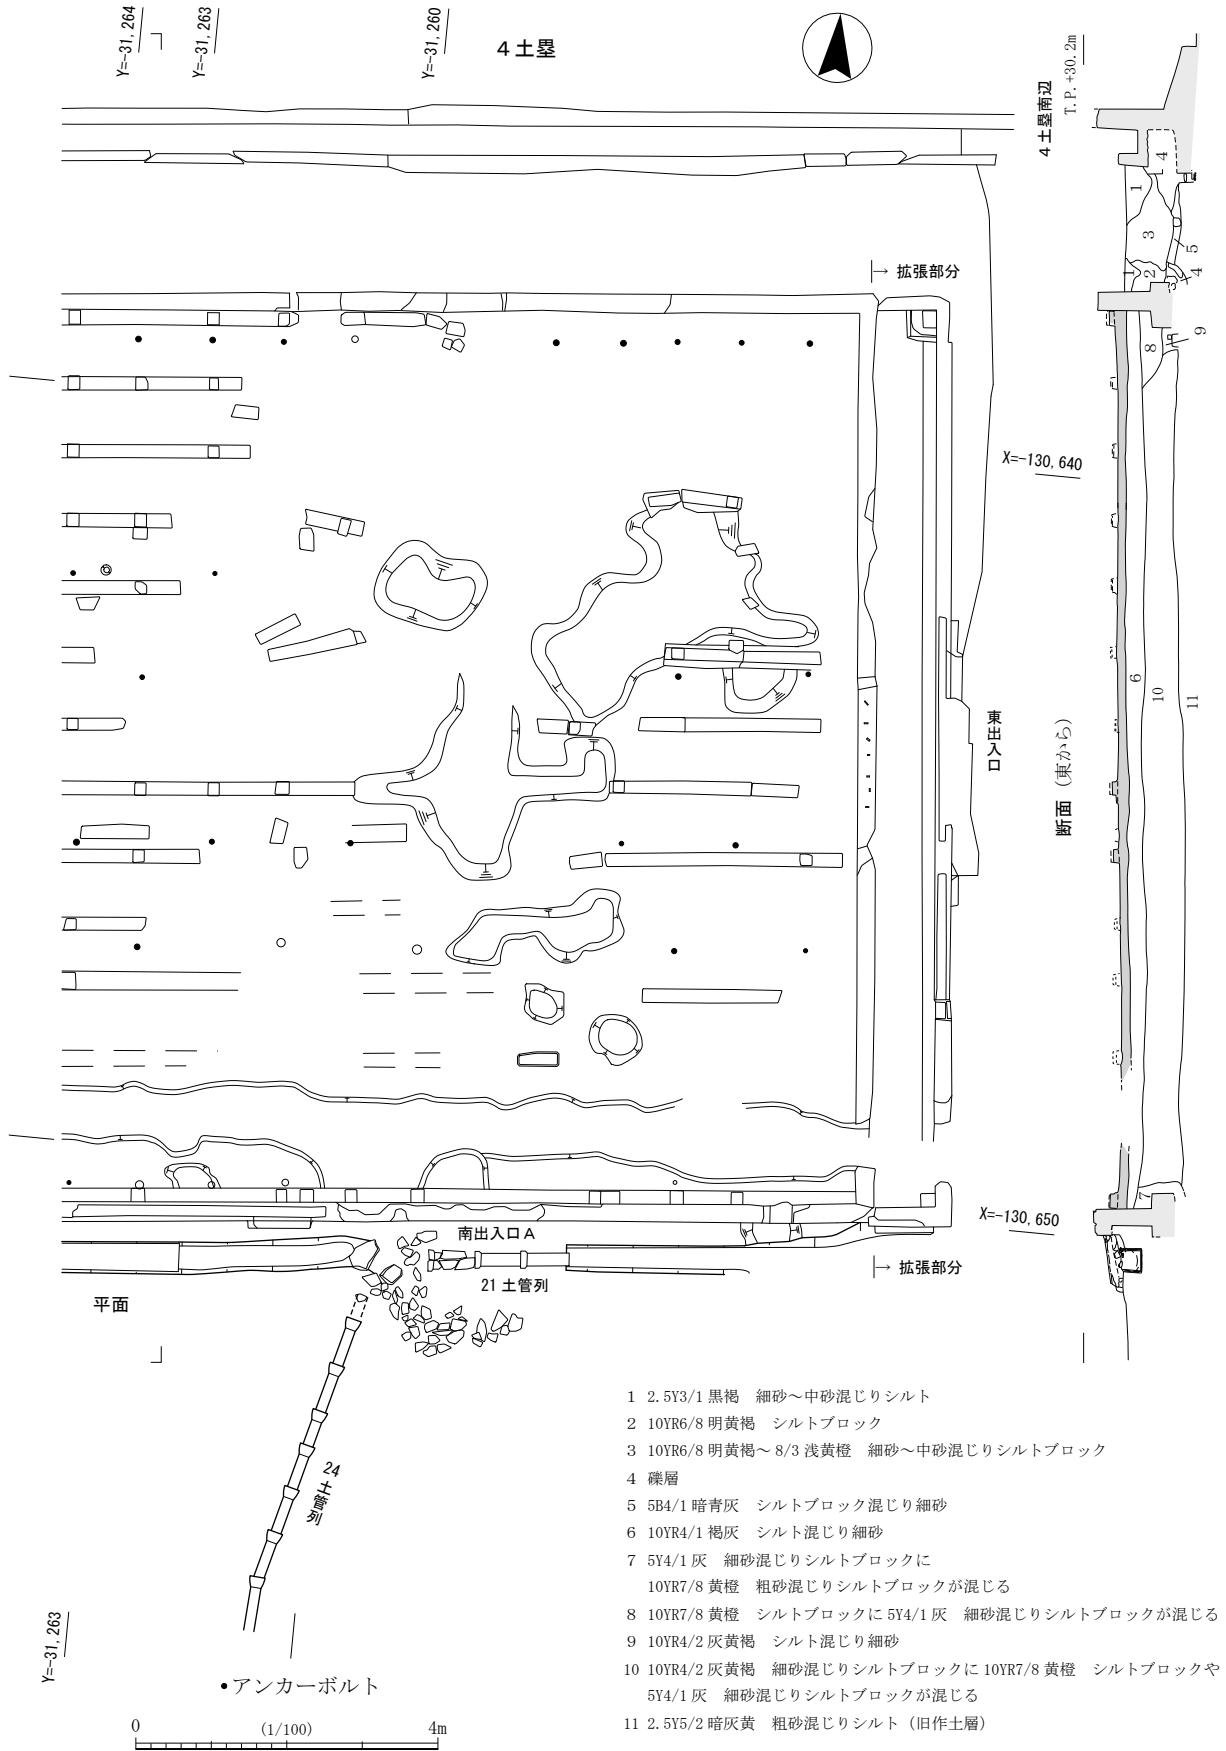 Y=-31,264
Y=-31,263
Y=-31,260
4土塁
4土塁南辺
T.P.+30.2m
4
1
3
5
2
4
3
→ 拡張部分
9
8
X=-130,640
6
10
11
東出入口
断面（東から）
7
南出入口A
X=-130,650
→ 拡張部分
21 土管列
平面
24 土管列
Y=-31,263
●アンカーボルト
0 (1/100) 4m
1 2.5Y3/1 黒褐　細砂～中砂混じりシルト
2 10YR6/8 明黄褐　シルトブロック
3 10YR6/8 明黄褐～ 8/3 浅黄橙　細砂～中砂混じりシルトブロック
4 礫層
5 5B4/1 暗青灰　シルトブロック混じり細砂
6 10YR4/1 褐灰　シルト混じり細砂
7 5Y4/1 灰　細砂混じりシルトブロックに
10YR7/8 黄橙　粗砂混じりシルトブロックが混じる
8 10YR7/8 黄橙　シルトブロックに 5Y4/1 灰　細砂混じりシルトブロックが混じる
9 10YR4/2 灰黄褐　シルト混じり細砂
10 10YR4/2 灰黄褐　細砂混じりシルトブロックに 10YR7/8 黄橙　シルトブロックや
5Y4/1 灰　細砂混じりシルトブロックが混じる
11 2.5Y5/2 暗灰黄　粗砂混じりシルト（旧作土層）